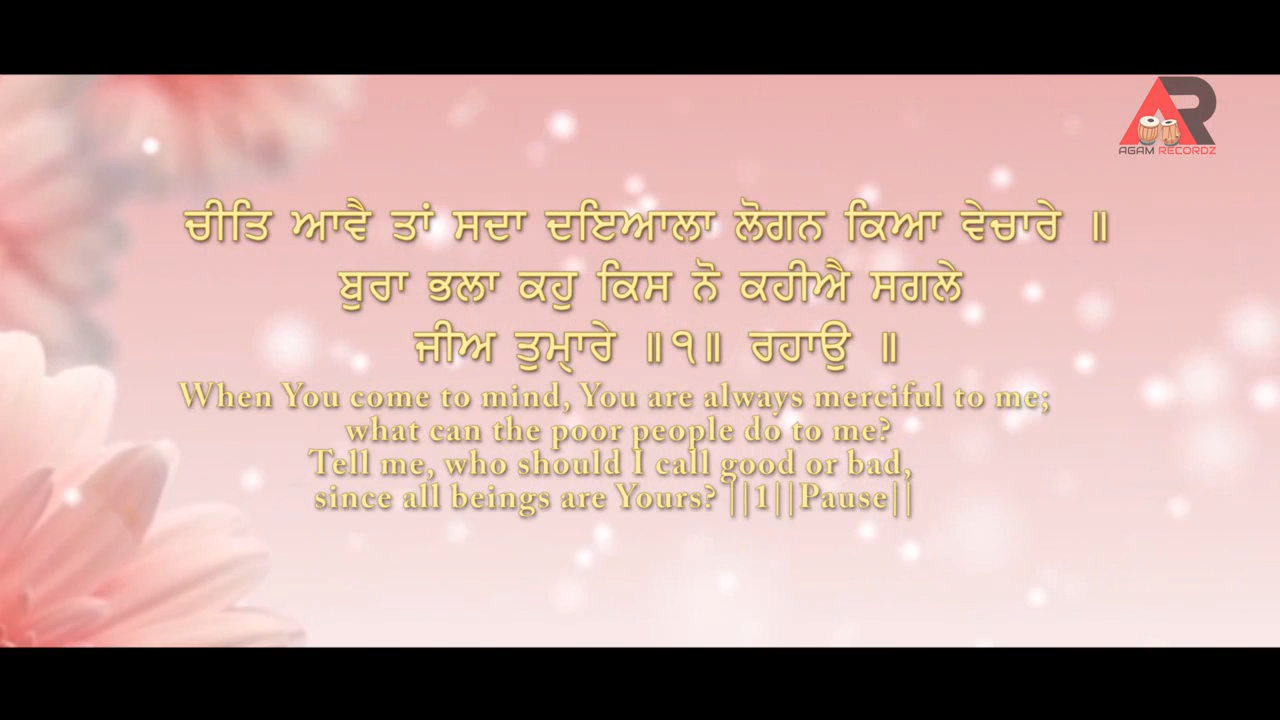 AGAM RECORDZ
ਚੀਤਿ ਆਵੈ ਤਾਂ ਸਦਾ ਦਇਆਲਾ ਲੋਗਨ ਕਿਆ ਵੇਚਾਰੇ ॥
ਬੁਰਾ ਭਲਾ ਕਹੁ ਕਿਸ ਨੋ ਕਹੀਐ ਸਗਲੇ
ਜੀਅ ਤੁਮ੍ਹਾਰੇ ॥੧॥ ਰਹਾਉ ॥
When You come to mind, You are always merciful to me;
what can the poor people do to me?
Tell me, who should I call good or bad,
since all beings are Yours? ||1||Pause||